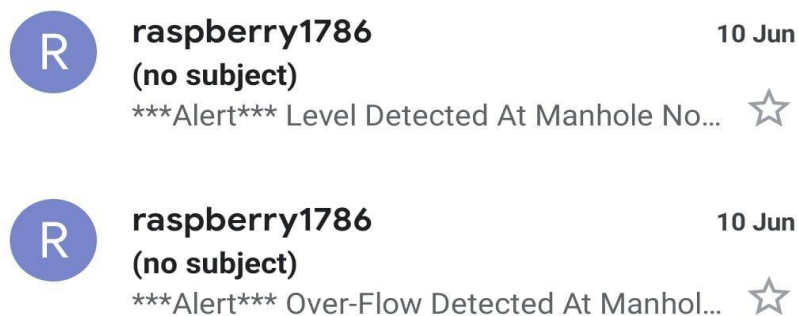 R
raspberry1786
10 Jun
(no subject)
***Alert*** Level Detected At Manhole No...
R
raspberry1786
10 Jun
(no subject)
***Alert*** Over-Flow Detected At Manhol...